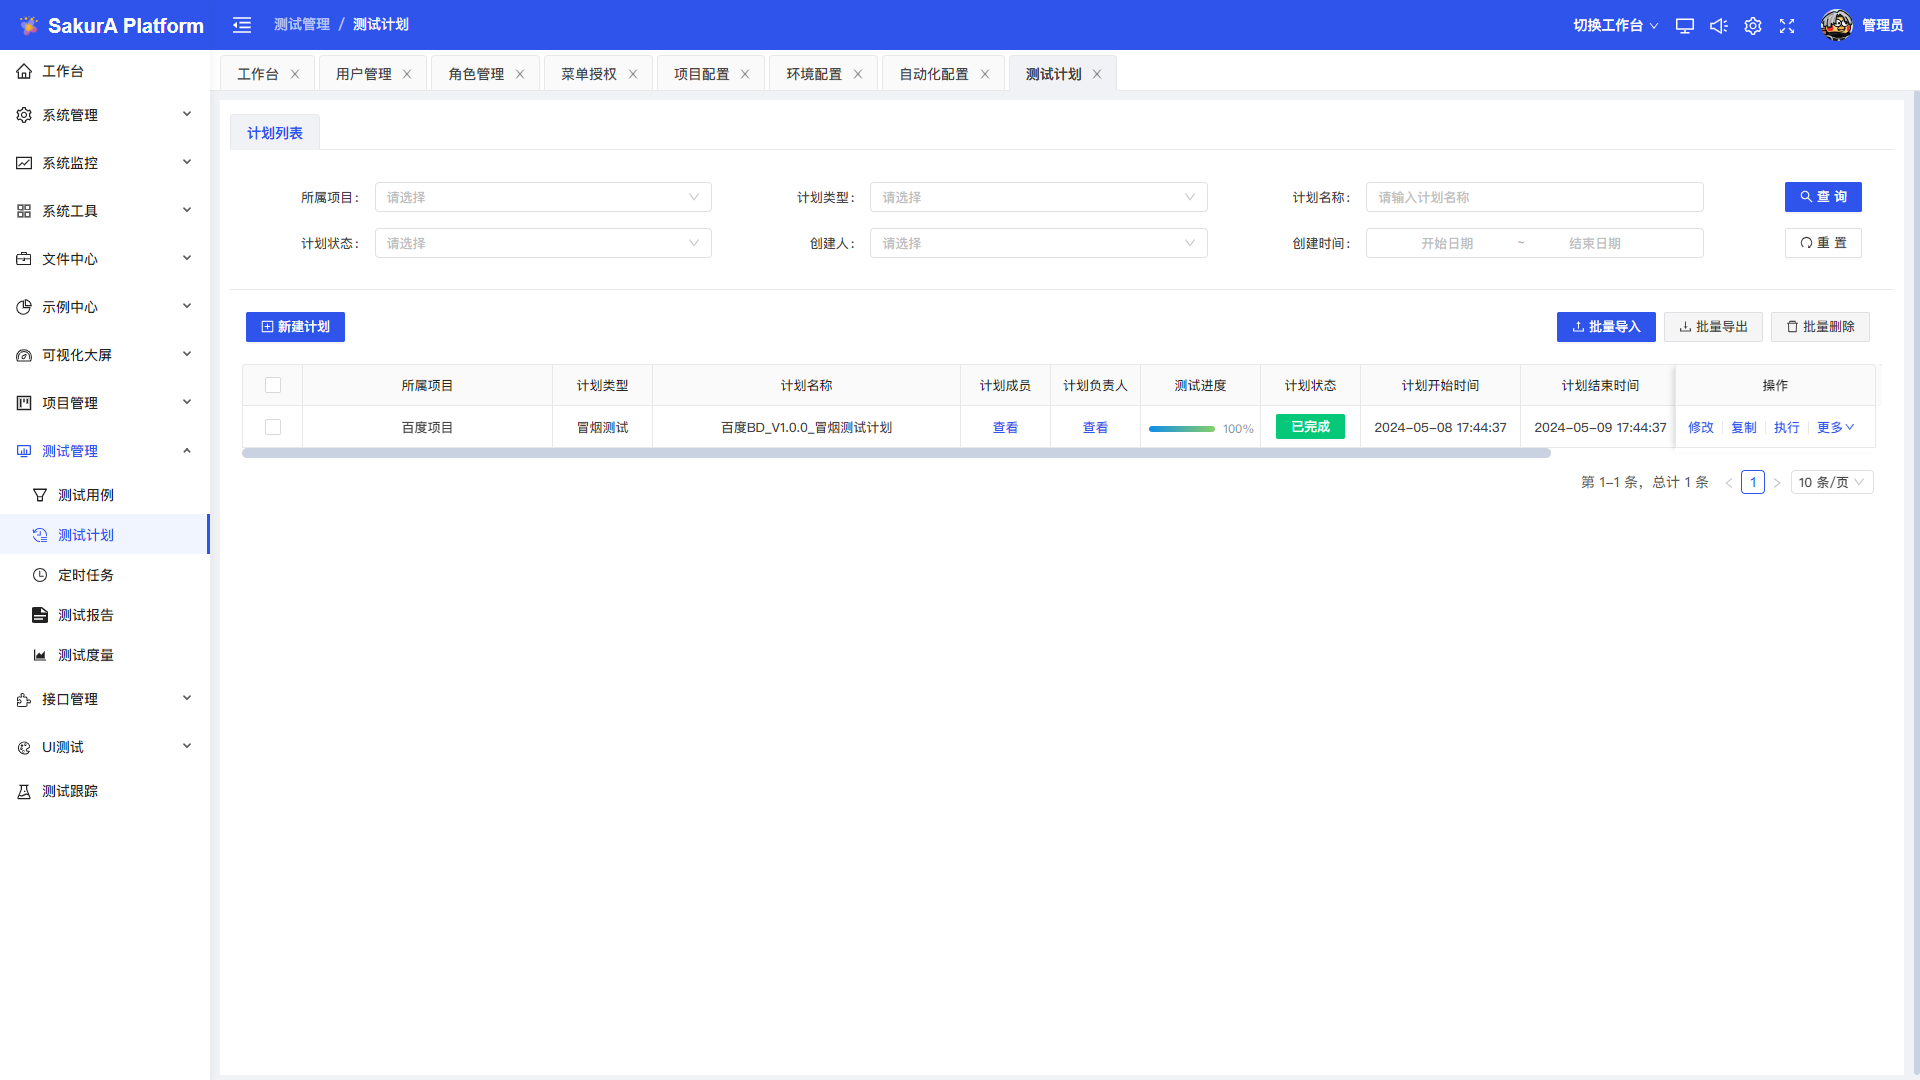 SakurA Platform
测试管理 / 测试计划
切换工作台
管理员
工作台
系统管理
系统监控
系统工具
文件中心
示例中心
可视化大屏
项目管理
测试管理
测试用例
测试计划
定时任务
测试报告
测试度量
接口管理
UI测试
测试跟踪
工作台 用户管理 角色管理 菜单授权 项目配置 环境配置 自动化配置 测试计划
计划列表
所属项目: 请选择 计划类型: 请选择 计划名称: 请输入计划名称 查 询
计划状态: 请选择 创建人: 请选择 创建时间: 开始日期 ~ 结束日期 重 置
新建计划 批量导入 批量导出 批量删除
所属项目 计划类型 计划名称 计划成员 计划负责人 测试进度 计划状态 计划开始时间 计划结束时间 操作
百度项目 冒烟测试 百度BD_V1.0.0_冒烟测试计划 查看 查看 100% 已完成 2024-05-08 17:44:37 2024-05-09 17:44:37 修改 复制 执行 更多
第 1-1 条，总计 1 条 < 1 > 10 条/页